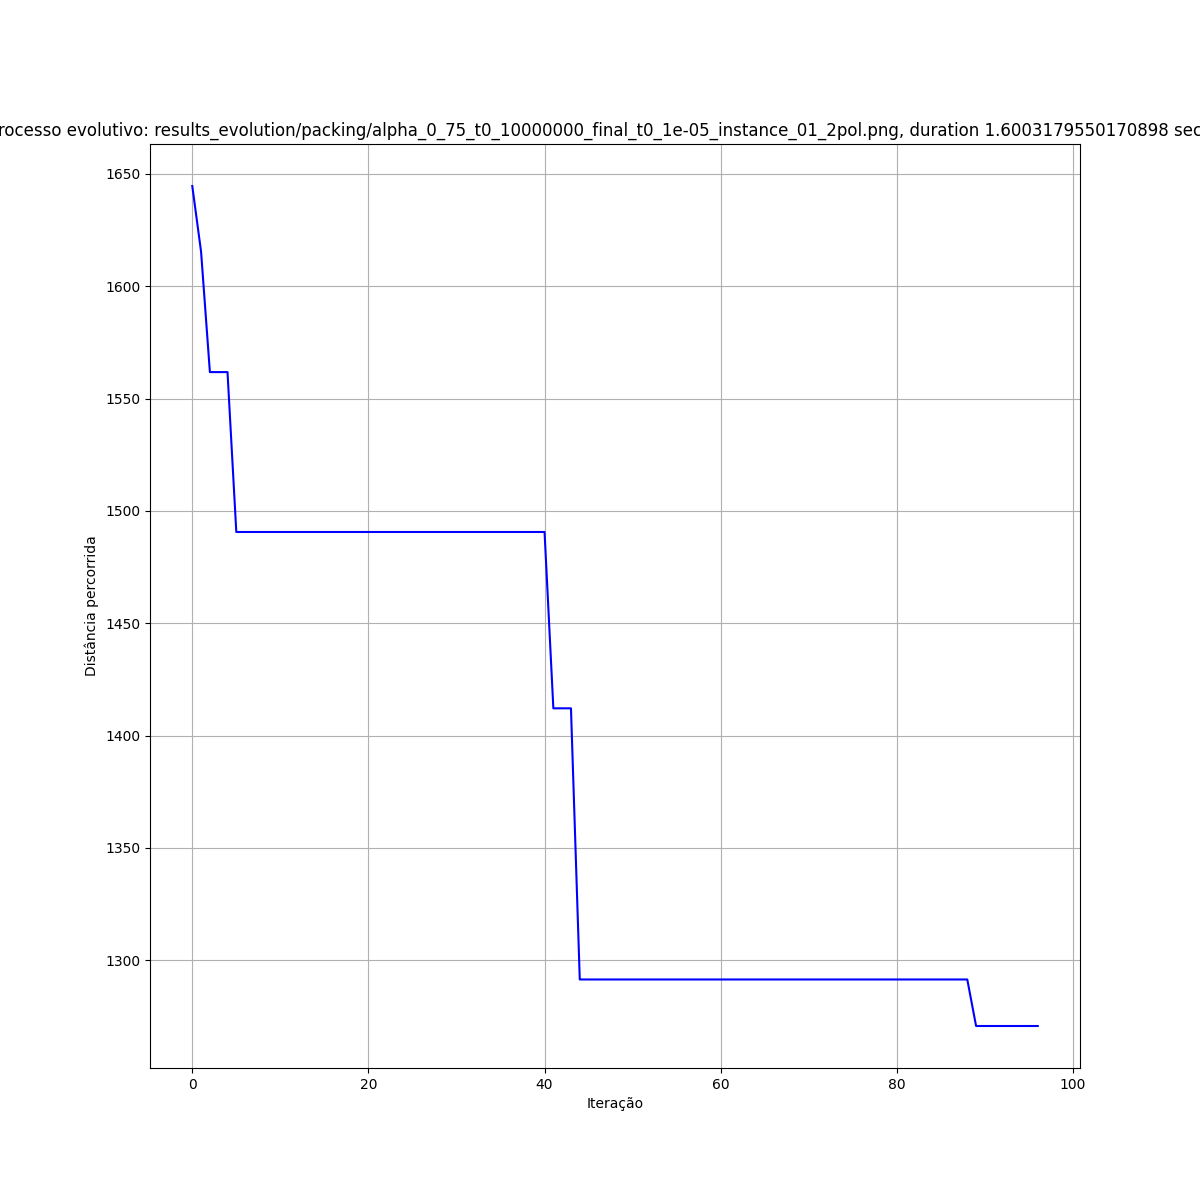 rocesso evolutivo: results_evolution/packing/alpha_0_75_t0_10000000_final_t0_1e-05_instance_01_2pol.png, duration 1.6003179550170898 sec
1650
1600
1550
1500
1450
1400
1350
1300
Distância percorrida
0 20 40 60 80 100
Iteração